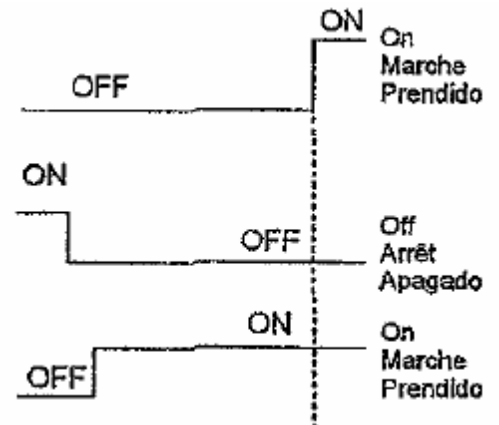 ON
On
Marche
Prendido
OFF
ON
Off
Arrêt
Apagado
OFF
ON
On
Marche
Prendido
OFF